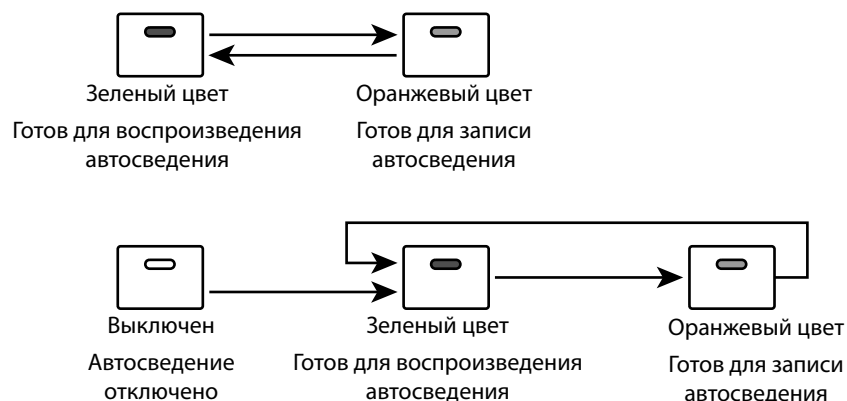 Зеленый цвет
Оранжевый цвет
Готов для воспроизведения
автосведения
Готов для записи
автосведения
Выключен
Зеленый цвет
Оранжевый цвет
Автосведение
отключено
Готов для воспроизведения
автосведения
Готов для записи
автосведения